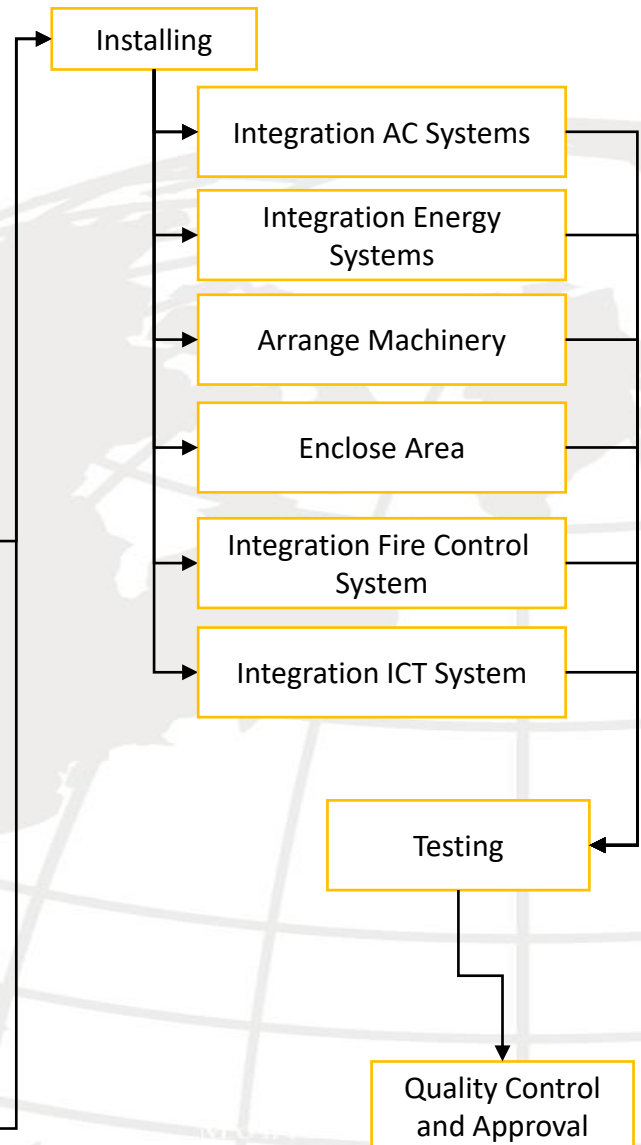 Installing
Integration AC Systems
Integration Energy
Systems
Arrange Machinery
Enclose Area
Integration Fire Control
System
Integration ICT System
Testing
Quality Control
and Approval